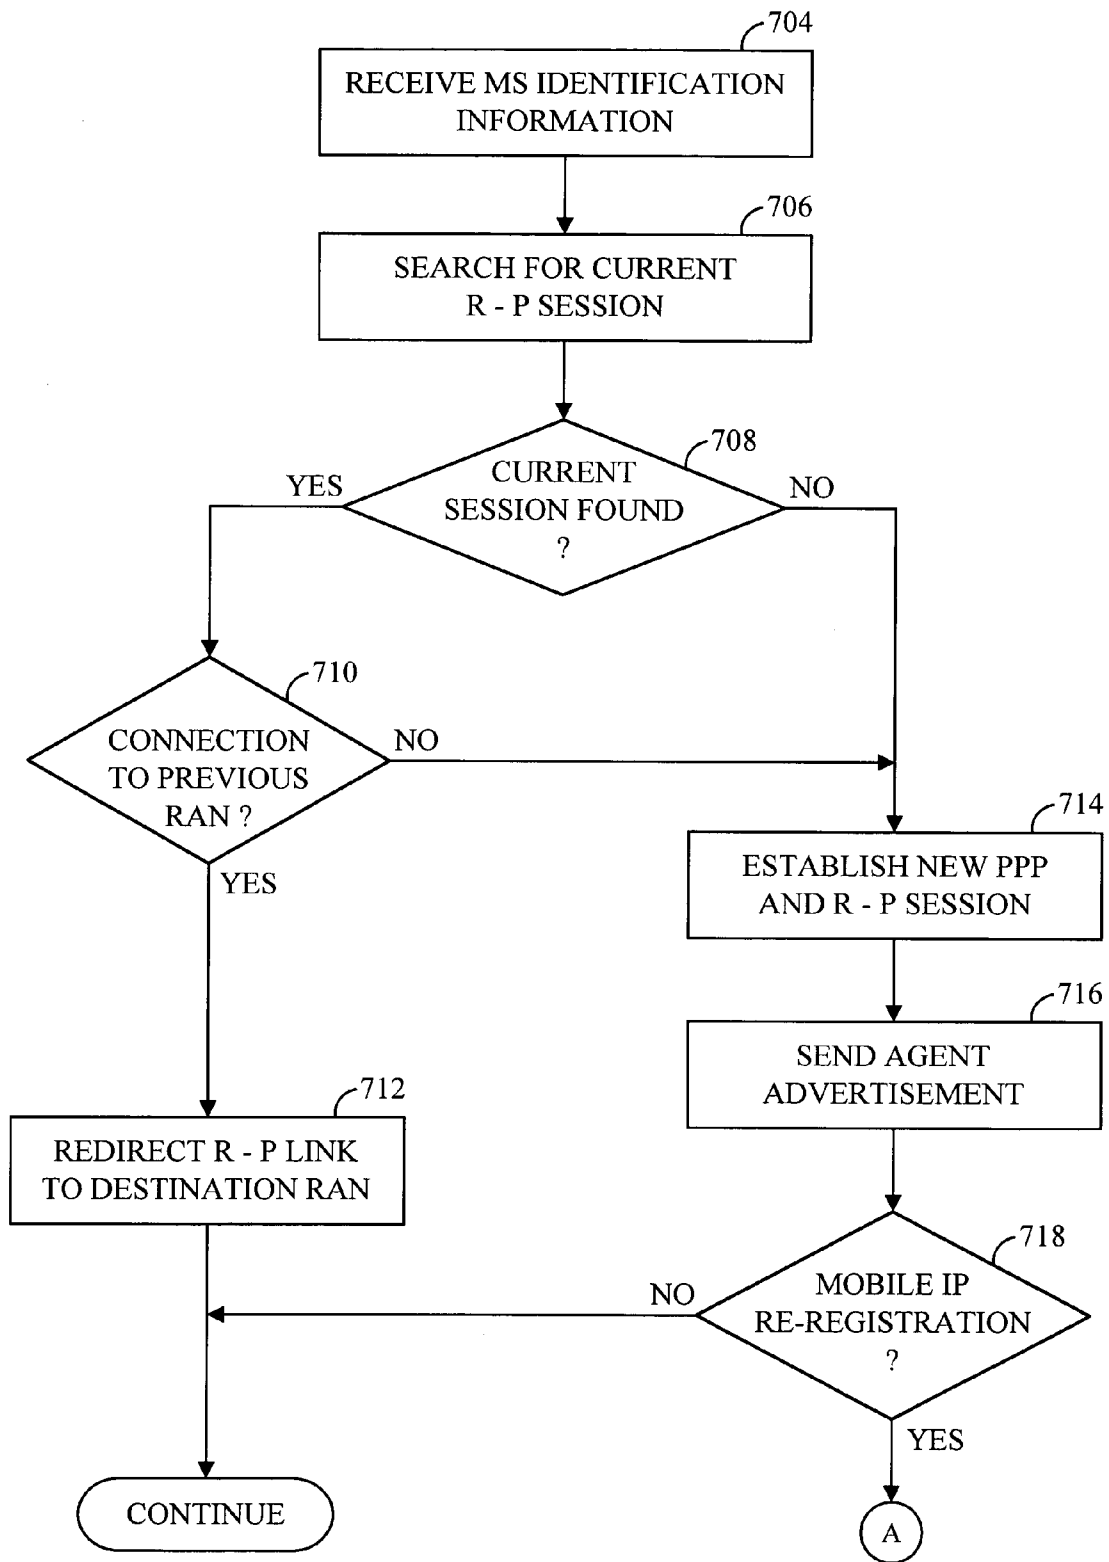 704
RECEIVE MS IDENTIFICATION
INFORMATION
706
SEARCH FOR CURRENT
R - P SESSION
708
CURRENT
SESSION FOUND
?
YES
NO
710
CONNECTION
TO PREVIOUS
RAN ?
NO
YES
714
ESTABLISH NEW PPP
AND R - P SESSION
716
SEND AGENT
ADVERTISEMENT
712
REDIRECT R - P LINK
TO DESTINATION RAN
718
MOBILE IP
RE-REGISTRATION
?
NO
YES
CONTINUE
A